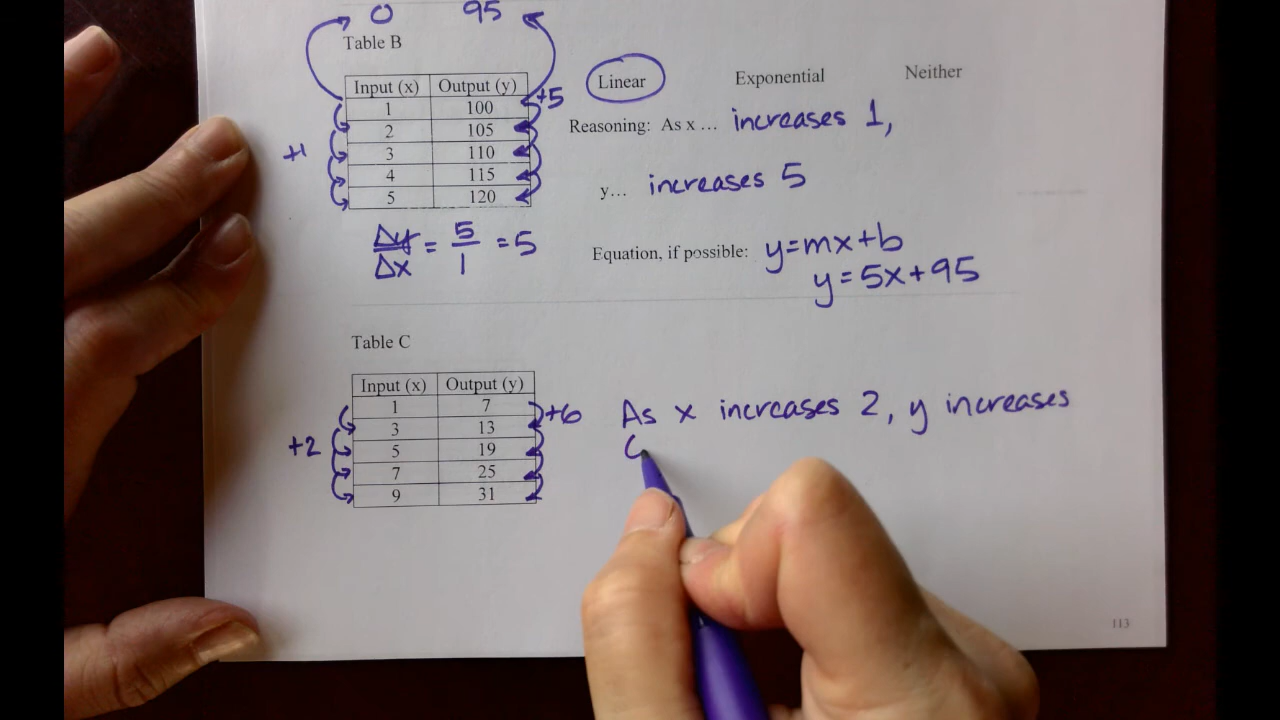 0 95
Table B
Input (x) Output (y)
1 100
2 105
3 110
4 115
5 120
+1
+5
Δy/Δx = 5/1 = 5
Linear Exponential Neither
Reasoning: As x ... increases 1,
y... increases 5
Equation, if possible: y=mx+b
y=5x+95
Table C
Input (x) Output (y)
1 7
3 13
5 19
7 25
9 31
+2
+6
As x increases 2, y increases
113